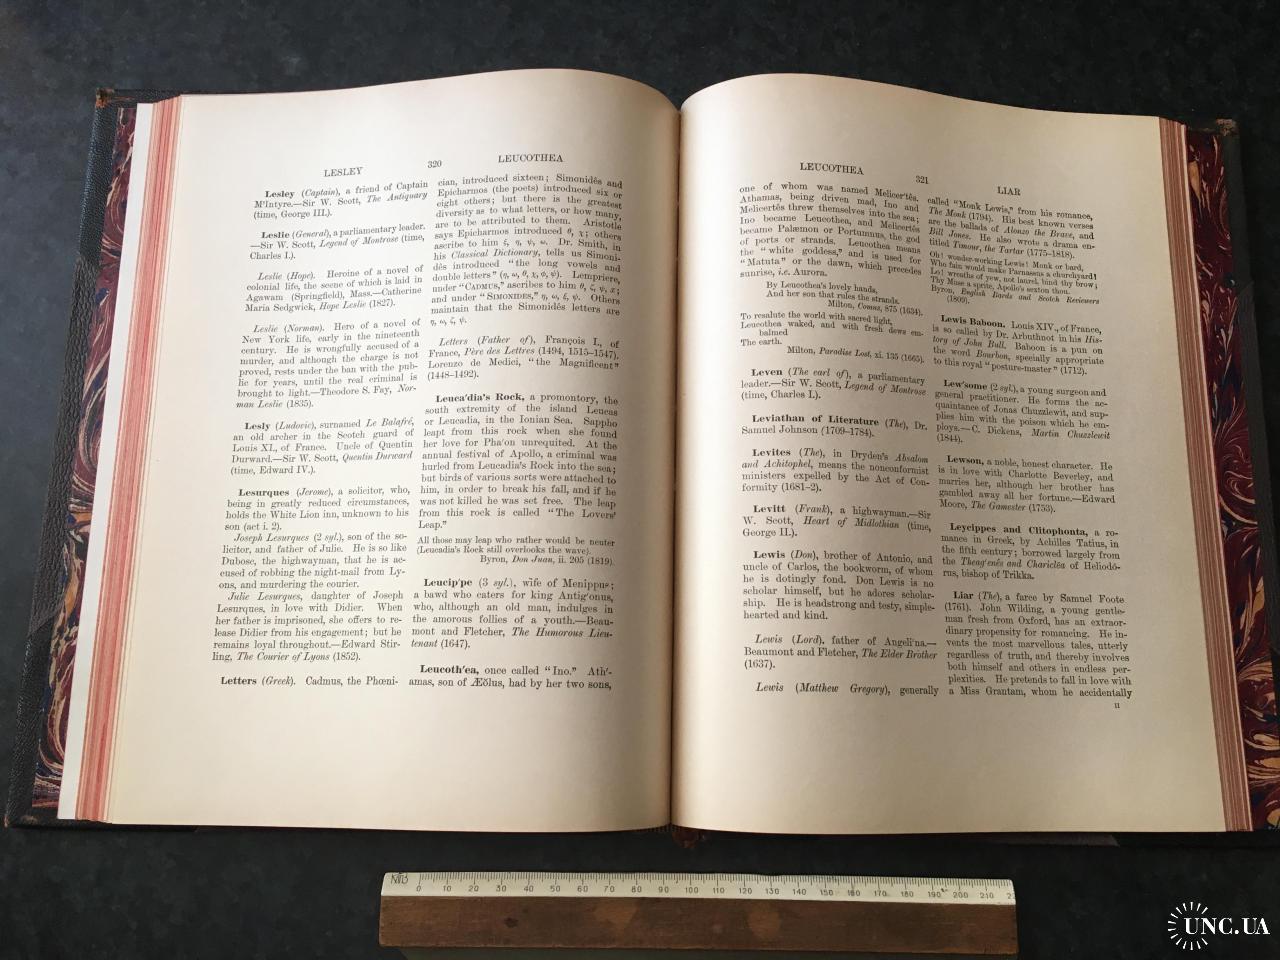 LESLEY
320
LEUCOTHEA
Lesley (Captain), a friend of Captain
M'Intyre.—Sir W. Scott, The Antiquary
(time, George III.).
Leslie (General), a parliamentary leader.
—Sir W. Scott, Legend of Montrose (time,
Charles I.).
Leslie (Hope). Heroine of a novel of
colonial life, the scene of which is laid in
Agawam (Springfield), Mass.—Catherine
Maria Sedgwick, Hope Leslie (1827).
Leslie (Norman). Hero of a novel of
New York life, early in the nineteenth
century. He is wrongfully accused of a
murder, and although the charge is not
proved, rests under the ban with the pub-
lic for years, until the real criminal is
brought to light.—Theodore S. Fay, Nor-
man Leslie (1835).
Lesly (Ludovic), surnamed Le Balafré,
an old archer in the Scotch guard of
Louis XI., of France. Uncle of Quentin
Durward.—Sir W. Scott, Quentin Durward
(time, Edward IV.).
Lesurques (Jerome), a solicitor, who,
being in greatly reduced circumstances,
holds the White Lion inn, unknown to his
son (act i. 2).
Joseph Lesurques (2 syl.), son of the so-
licitor, and father of Julie. He is so like
Dubosc, the highwayman, that he is ac-
cused of robbing the night-mail from Ly-
ons, and murdering the courier.
Julie Lesurques, daughter of Joseph
Lesurques, in love with Didier. When
her father is imprisoned, she offers to re-
lease Didier from his engagement; but he
remains loyal throughout.—Edward Stir-
ling, The Courier of Lyons (1852).
Letters (Greek). Cadmus, the Phœni-
cian, introduced sixteen; Simonidês and
Epicharmos (the poets) introduced six or
eight others; but there is the greatest
diversity as to what letters, or how many,
are to be attributed to them. Aristotle
says Epicharmos introduced θ, χ; others
ascribe to him ζ, η, ψ, ω. Dr. Smith, in
his Classical Dictionary, tells us Simoni-
dês introduced "the long vowels and
double letters" (η, ω, θ, χ, φ, ψ). Lempriere,
under "CADMUS," ascribes to him θ, ξ, φ, χ;
and under "SIMONIDES," η, ω, ξ, ψ. Others
maintain that the Simonidês letters are
η, ω, ξ, ψ.
Letters (Father of), François I., of
France, Père des Lettres (1494, 1515-1547).
Lorenzo de Medici, "the Magnificent"
(1448-1492).
Leuca'dia's Rock, a promontory, the
south extremity of the island Leucas
or Leucadia, in the Ionian Sea. Sappho
leapt from this rock when she found
her love for Pha'on unrequited. At the
annual festival of Apollo, a criminal was
hurled from Leucadia's Rock into the sea;
but birds of various sorts were attached to
him, in order to break his fall, and if he
was not killed he was set free. The leap
from this rock is called "The Lovers'
Leap."
All those may leap who rather would be neuter
(Leucadia's Rock still overlooks the wave).
Byron, Don Juan, ii. 205 (1819).
Leucip'pe (3 syl.), wife of Menippus;
a bawd who caters for king Antig'onus,
who, although an old man, indulges in
the amorous follies of a youth.—Beau-
mont and Fletcher, The Humorous Lieu-
tenant (1647).
Leucoth'ea, once called "Ino." Ath'-
amas, son of Æŏlus, had by her two sons,
LEUCOTHEA
321
LIAR
one of whom was named Melicer'tês.
Athamas, being driven mad, Ino and
Melicertês threw themselves into the sea;
Ino became Leucothea, and Melicertês
became Palæmon or Portumnus, the god
of ports or strands. Leucothea means
the "white goddess," and is used for
"Matuta" or the dawn, which precedes
sunrise, i.e. Aurora.
By Leucothea's lovely hands,
And her son that rules the strands.
Milton, Comus, 875 (1634).
To resalute the world with sacred light,
Leucothea waked, and with fresh dews em-
balmed
The earth.
Milton, Paradise Lost, xi. 135 (1665).
Leven (The earl of), a parliamentary
leader.—Sir W. Scott, Legend of Montrose
(time, Charles I.).
Leviathan of Literature (The), Dr.
Samuel Johnson (1709-1784).
Levites (The), in Dryden's Absalom
and Achitophel, means the nonconformist
ministers expelled by the Act of Con-
formity (1681-2).
Levitt (Frank), a highwayman.—Sir
W. Scott, Heart of Midlothian (time,
George II.).
Lewis (Don), brother of Antonio, and
uncle of Carlos, the bookworm, of whom
he is dotingly fond. Don Lewis is no
scholar himself, but he adores scholar-
ship. He is headstrong and testy, simple-
hearted and kind.
Lewis (Lord), father of Angeli'na.—
Beaumont and Fletcher, The Elder Brother
(1637).
Lewis (Matthew Gregory), generally
called "Monk Lewis," from his romance,
The Monk (1794). His best known verses
are the ballads of Alonzo the Brave, and
Bill Jones. He also wrote a drama en-
titled Timour, the Tartar (1775-1818).
Oh! wonder-working Lewis! Monk or bard,
Who fain would make Parnassus a churchyard!
Lo! wreaths of yew, not laurel, bind thy brow;
Thy Muse a sprite, Apollo's sexton thou.
Byron, English Bards and Scotch Reviewers
(1809).
Lewis Baboon. Louis XIV., of France,
is so called by Dr. Arbuthnot in his His-
tory of John Bull. Baboon is a pun on
the word Bourbon, specially appropriate
to this royal "posture-master" (1712).
Lew'some (2 syl.), a young surgeon and
general practitioner. He forms the ac-
quaintance of Jonas Chuzzlewit, and sup-
plies him with the poison which he em-
ploys.—C. Dickens, Martin Chuzzlewit
(1844).
Lewson, a noble, honest character. He
is in love with Charlotte Beverley, and
marries her, although her brother has
gambled away all her fortune.—Edward
Moore, The Gamester (1753).
Leycippes and Clitophonta, a ro-
mance in Greek, by Achilles Tatius, in
the fifth century; borrowed largely from
the Theag'enês and Chariclēa of Heliodō-
rus, bishop of Trikka.
Liar (The), a farce by Samuel Foote
(1761). John Wilding, a young gentle-
man fresh from Oxford, has an extraor-
dinary propensity for romancing. He in-
vents the most marvellous tales, utterly
regardless of truth, and thereby involves
both himself and others in endless per-
plexities. He pretends to fall in love with
a Miss Grantam, whom he accidentally
II
0 10 20 30 40 50 60 70 80 90 100 110 120 130 140 150 160 170 180 190 200 210
UNC.UA